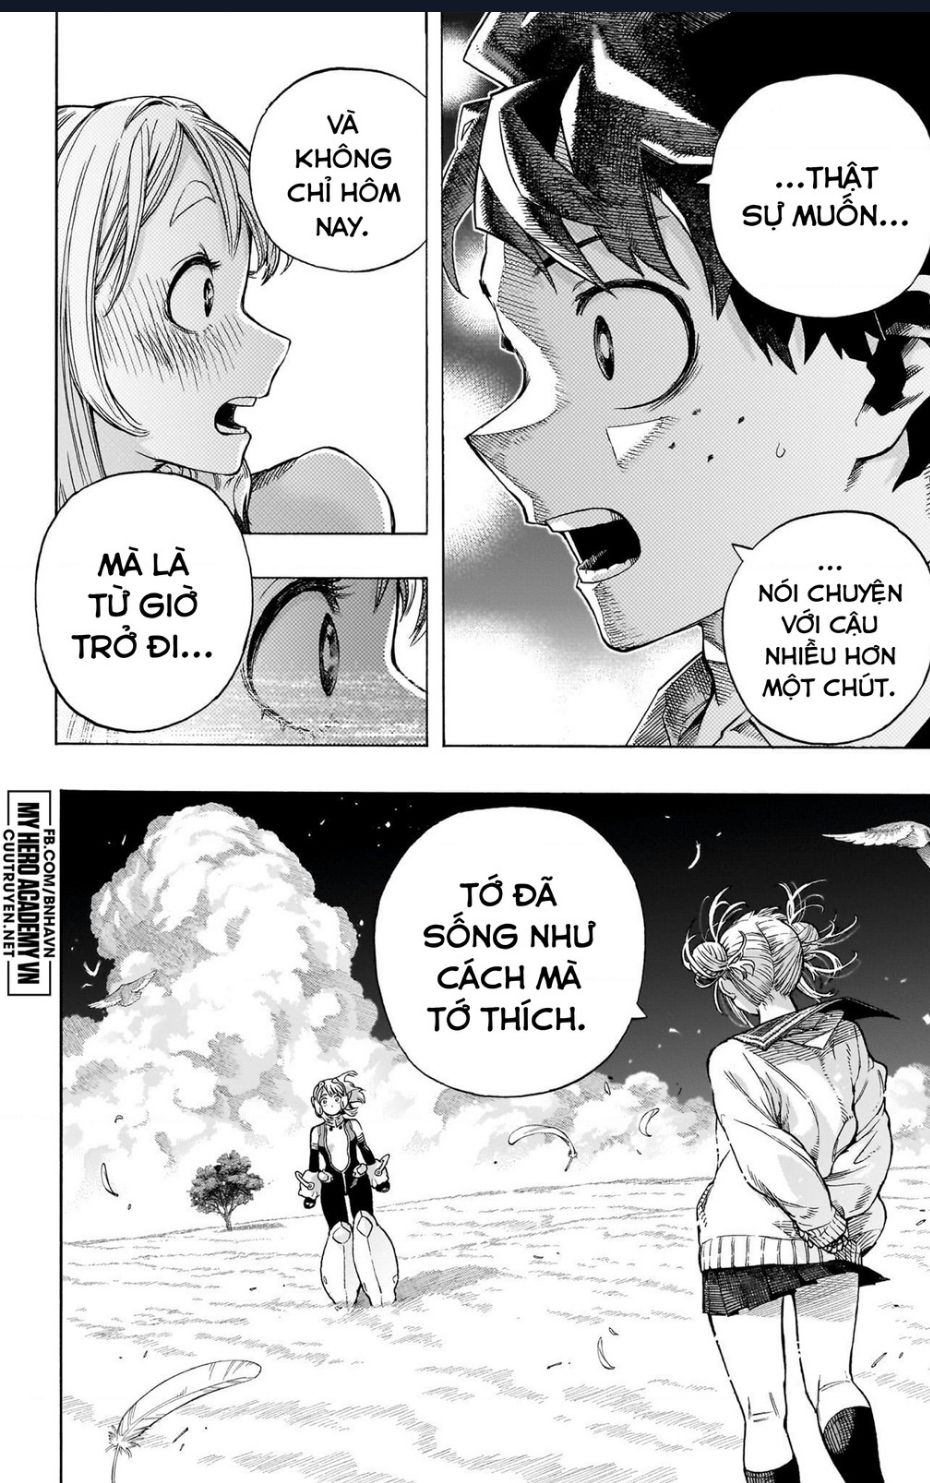 ...THẬT
SỰ MUỐN...
...
NÓI CHUYỆN
VỚI CẬU
NHIỀU HƠN
MỘT CHÚT.
VÀ
KHÔNG
CHỈ HÔM
NAY.
MÀ LÀ
TỪ GIỜ
TRỞ ĐI...
TỚ ĐÃ
SỐNG NHƯ
CÁCH MÀ
TỚ THÍCH.
FB.COM/BNHAVN
MY HERO ACADEMY VN
CUUTRUYEN.NET